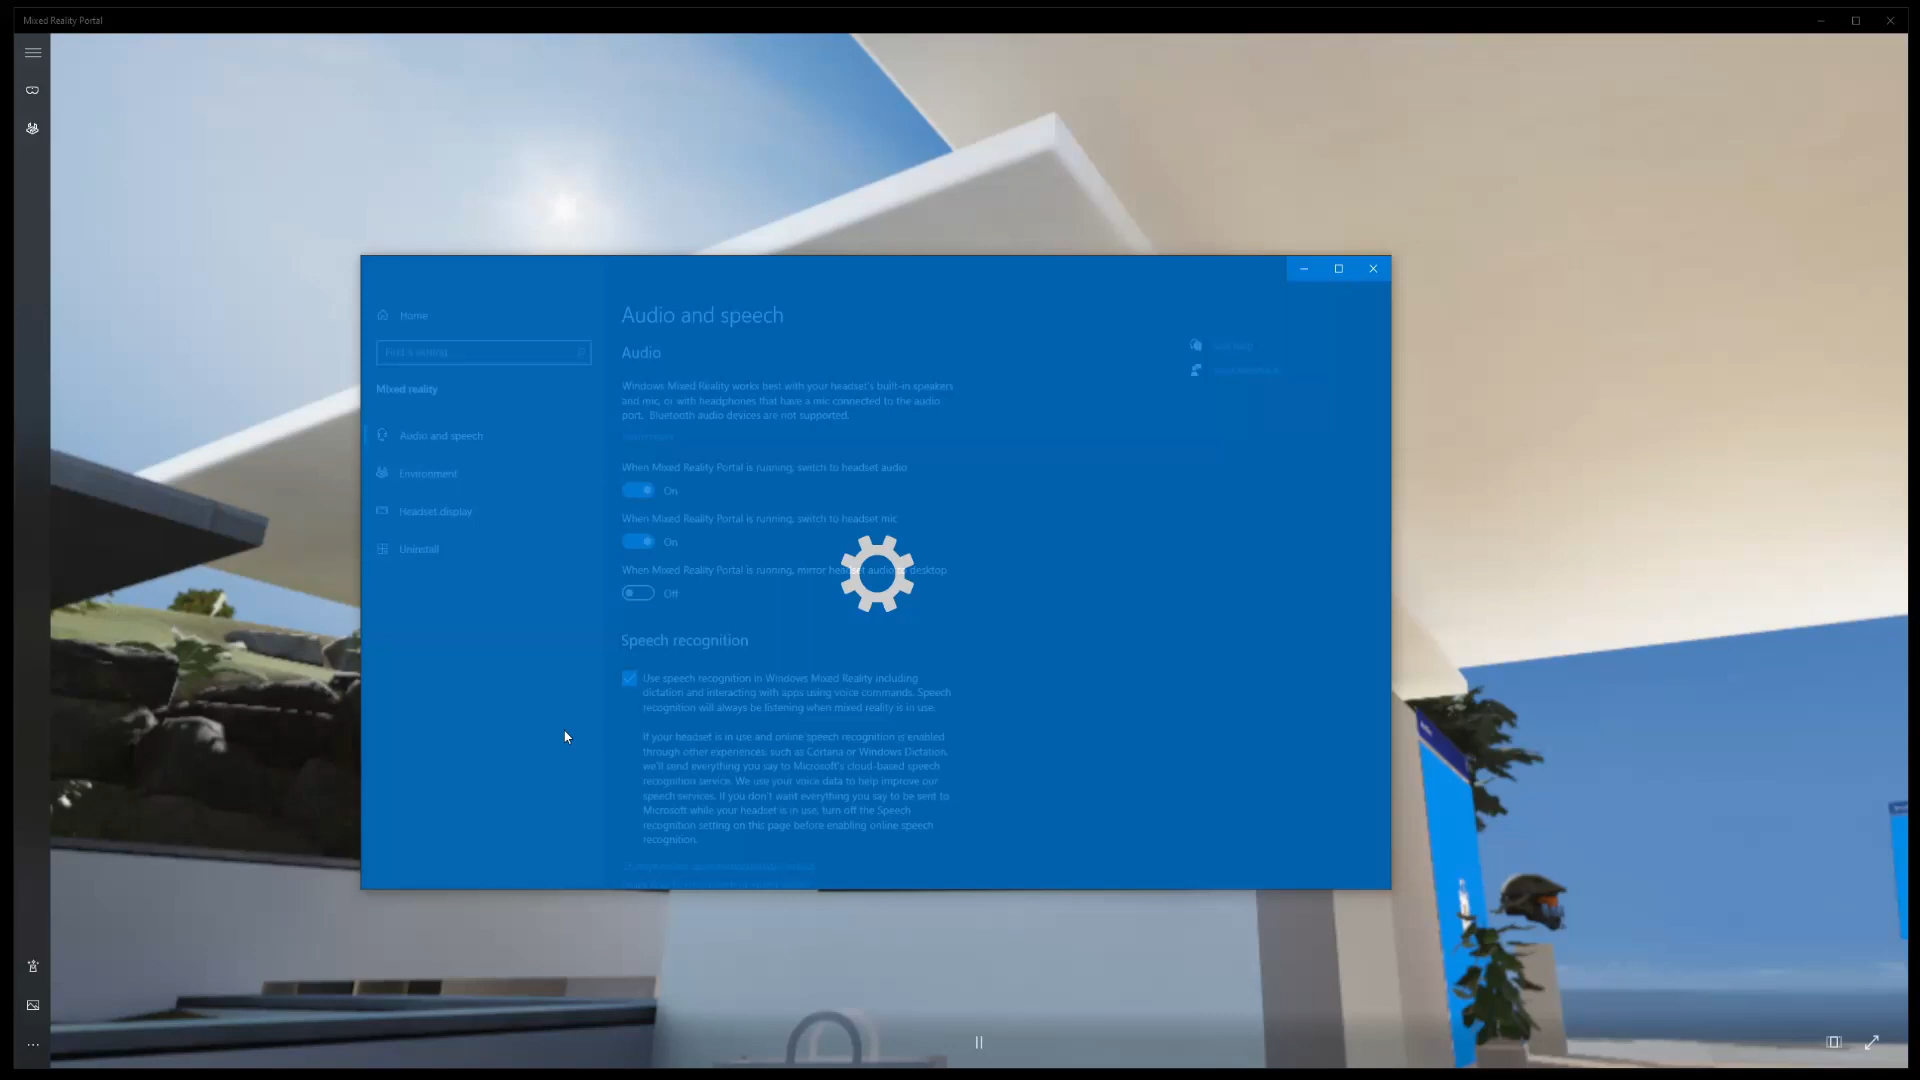 Mixed Reality Portal
Home
Find a setting
Mixed reality
Audio and speech
Environment
Headset display
Uninstall
Audio and speech
Audio
Windows Mixed Reality works best with your headset's built-in speakers
and mic, or with headphones that have a mic connected to the audio
port. Bluetooth audio devices are not supported.
When Mixed Reality Portal is running, switch to headset audio
On
When Mixed Reality Portal is running, switch to headset mic
On
When Mixed Reality Portal is running, mirror headset audio to desktop
Off
Speech recognition
Use speech recognition in Windows Mixed Reality including
dictation and interacting with apps using voice commands. Speech
recognition will always be listening when mixed reality is in use.
If your headset is in use and online speech recognition is enabled
through other experiences, such as Cortana or Windows Dictation,
we'll send everything you say to Microsoft's cloud-based speech
recognition service. We use your voice data to help improve our
speech services. If you don't want everything you say to be sent to
Microsoft while your headset is in use, turn off the Speech
recognition setting on this page before enabling online speech
recognition.
Get help